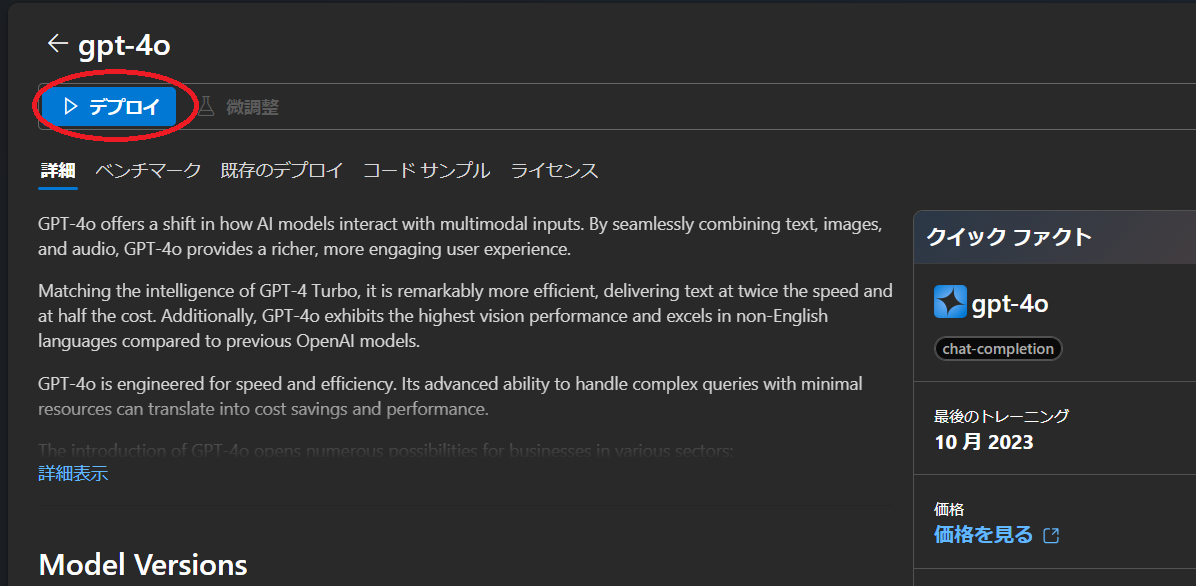 gpt-4o
デプロイ
微調整
詳細 ベンチマーク 既存のデプロイ コード サンプル ライセンス
GPT-4o offers a shift in how AI models interact with multimodal inputs. By seamlessly combining text, images,
and audio, GPT-4o provides a richer, more engaging user experience.
Matching the intelligence of GPT-4 Turbo, it is remarkably more efficient, delivering text at twice the speed and
at half the cost. Additionally, GPT-4o exhibits the highest vision performance and excels in non-English
languages compared to previous OpenAI models.
GPT-4o is engineered for speed and efficiency. Its advanced ability to handle complex queries with minimal
resources can translate into cost savings and performance.
The introduction of GPT-4o opens numerous possibilities for businesses in various sectors:
詳細表示
Model Versions
クイック ファクト
gpt-4o
chat-completion
最後のトレーニング
10 月 2023
価格
価格を見る